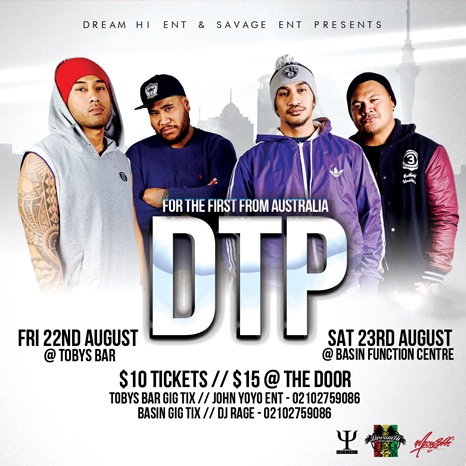 DREAM HI ENT & SAVAGE ENT PRESENTS
FOR THE FIRST FROM AUSTRALIA
DTP
FRI 22ND AUGUST
@ TOBYS BAR
SAT 23RD AUGUST
@ BASIN FUNCTION CENTRE
$10 TICKETS // $15 @ THE DOOR
TOBYS BAR GIG TIX // JOHN YOYO ENT - 02102759086
BASIN GIG TIX // DJ RAGE - 02102759086